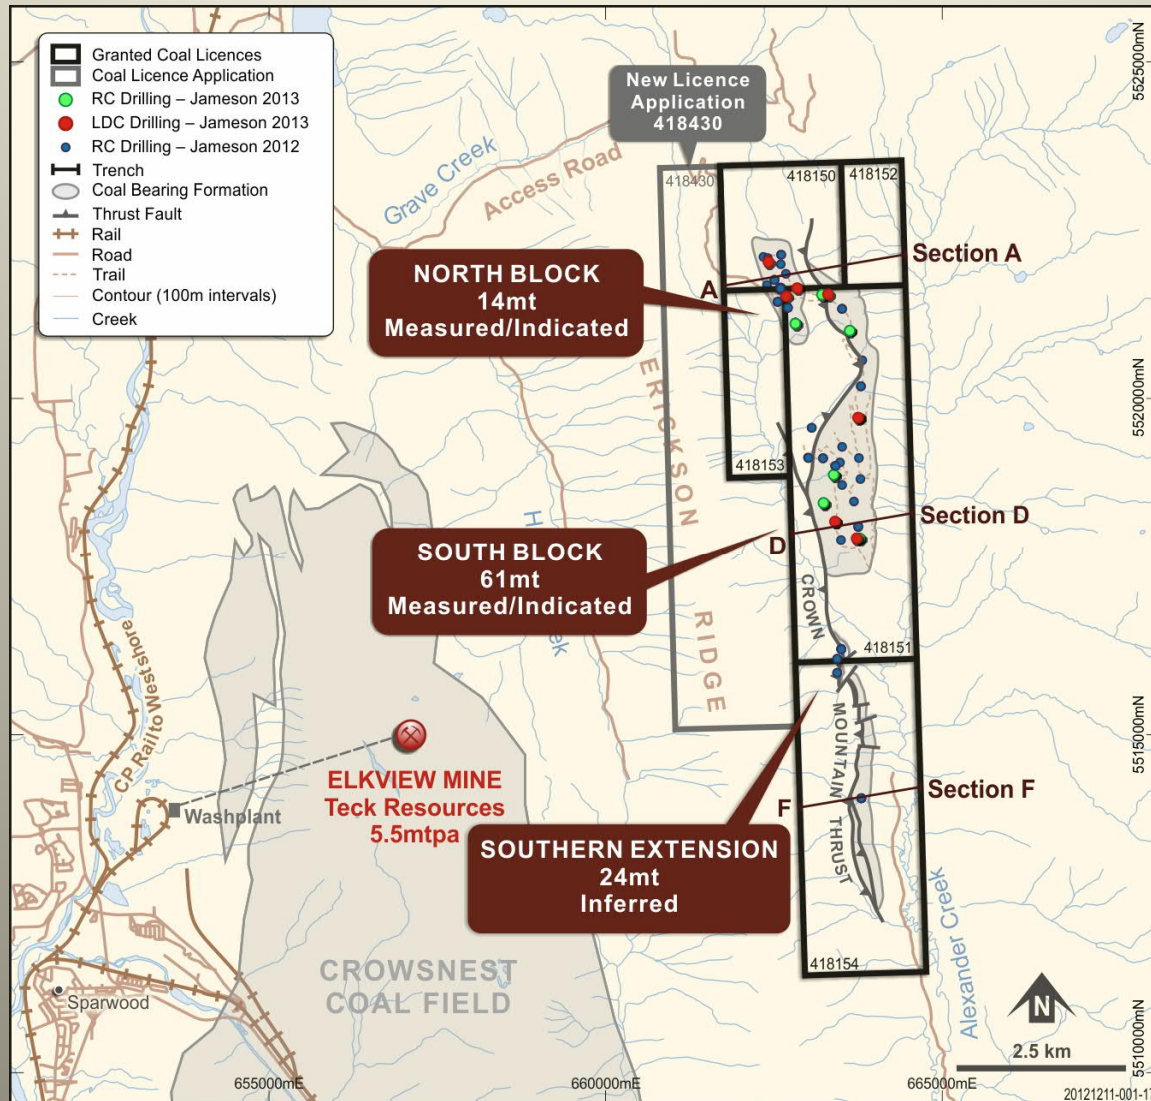 Granted Coal Licences
Coal Licence Application
RC Drilling – Jameson 2013
LDC Drilling – Jameson 2013
RC Drilling – Jameson 2012
Trench
Coal Bearing Formation
Thrust Fault
Rail
Road
Trail
Contour (100m intervals)
Creek
New Licence
Application
418430
Grave Creek
Access Road
418430
418150
418152
Section A
A
NORTH BLOCK
14mt
Measured/Indicated
ERICKSON
RIDGE
418153
SOUTH BLOCK
61mt
Measured/Indicated
D
Section D
CROWN
MOUNTAIN
THRUST
418151
CP Rail to Westshore
Washplant
ELKVIEW MINE
Teck Resources
5.5mtpa
SOUTHERN EXTENSION
24mt
Inferred
F
Section F
418154
Alexander Creek
CROWSNEST
COAL FIELD
Sparwood
N
2.5 km
655000mE
660000mE
665000mE
5525000mN
5520000mN
5515000mN
5510000mN